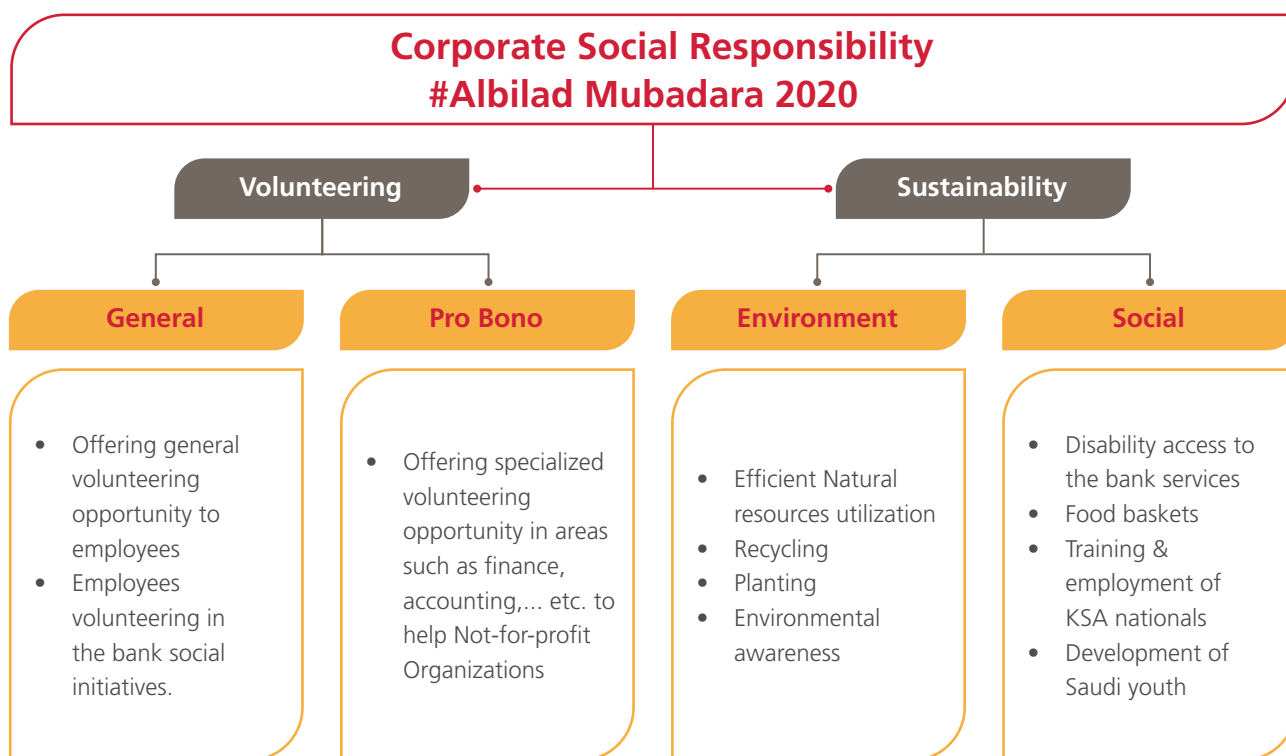 Corporate Social Responsibility
#Albilad Mubadara 2020
Volunteering
Sustainability
General
Pro Bono
Environment
Social
• Offering general
volunteering
opportunity to
employees
• Employees
volunteering in
the bank social
initiatives.
• Offering specialized
volunteering
opportunity in areas
such as finance,
accounting,... etc. to
help Not-for-profit
Organizations
• Efficient Natural
resources utilization
• Recycling
• Planting
• Environmental
awareness
• Disability access to
the bank services
• Food baskets
• Training &
employment of
KSA nationals
• Development of
Saudi youth